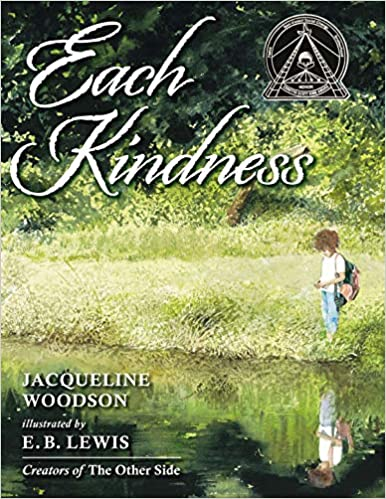 Each
Kindness
JACQUELINE
WOODSON
illustrated by
E. B. LEWIS
Creators of The Other Side